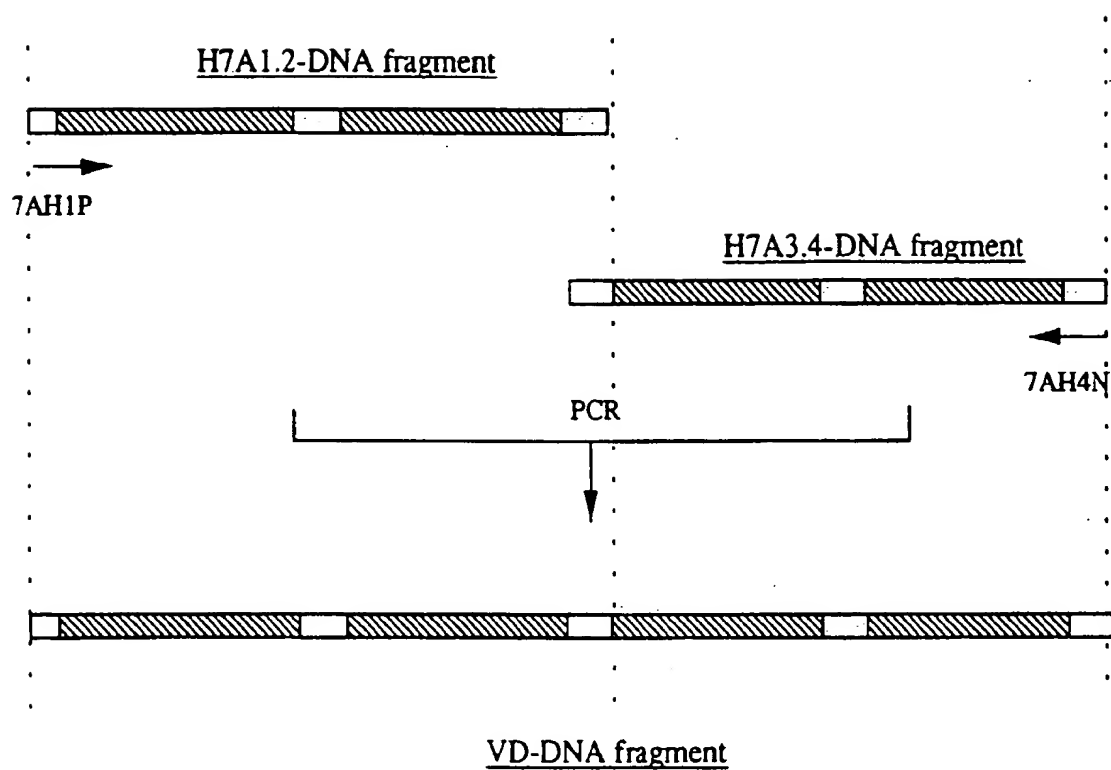 H7A1.2-DNA fragment
7AH1P
H7A3.4-DNA fragment
7AH4N
PCR
VD-DNA fragment